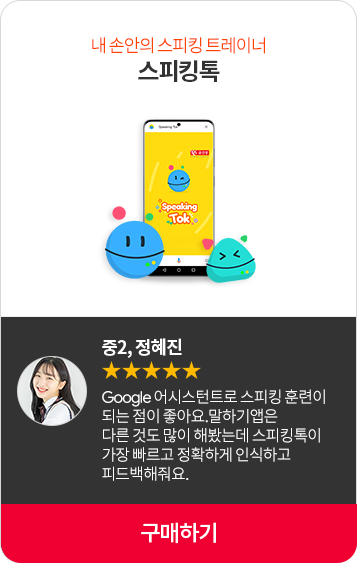 내 손안의 스피킹 트레이너
스피킹톡
Speaking Tok
Speaking
Tok
중2, 정혜진
★★★★★
Google 어시스턴트로 스피킹 훈련이
되는 점이 좋아요.말하기앱은
다른 것도 많이 해봤는데 스피킹톡이
가장 빠르고 정확하게 인식하고
피드백해줘요.
구매하기